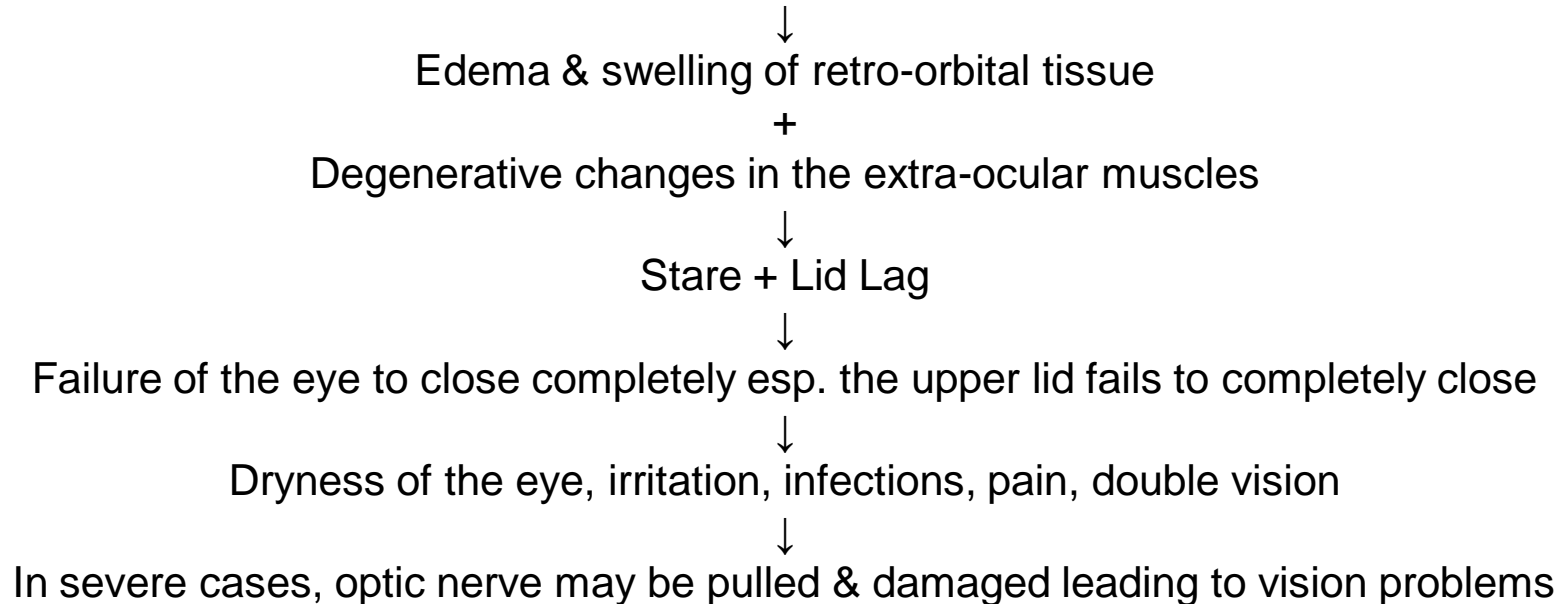 ↓
Edema & swelling of retro-orbital tissue
+
Degenerative changes in the extra-ocular muscles
↓
Stare + Lid Lag
↓
Failure of the eye to close completely esp. the upper lid fails to completely close
↓
Dryness of the eye, irritation, infections, pain, double vision
↓
In severe cases, optic nerve may be pulled & damaged leading to vision problems